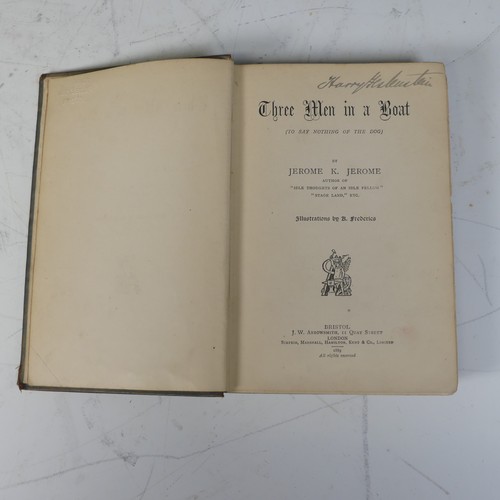 Harry
Three Men in a Boat
(TO SAY NOTHING OF THE DOG)
BY
JEROME K. JEROME
AUTHOR OF
"IDLE THOUGHTS OF AN IDLE FELLOW,"
"STAGE LAND," ETC.
Illustrations by A. Frederics
BRISTOL
J. W. ARROWSMITH, 11 QUAY STREET
LONDON
SIMPKIN, MARSHALL, HAMILTON, KENT & CO., LIMITED
1889
All rights reserved